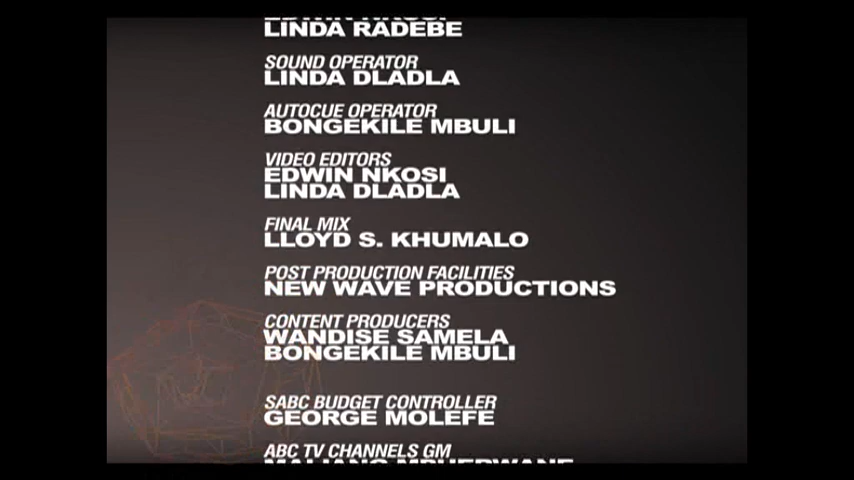 EDWIN NKOSI
LINDA RADEBE
SOUND OPERATOR
LINDA DLADLA
AUTOCUE OPERATOR
BONGEKILE MBULI
VIDEO EDITORS
EDWIN NKOSI
LINDA DLADLA
FINAL MIX
LLOYD S. KHUMALO
POST PRODUCTION FACILITIES
NEW WAVE PRODUCTIONS
CONTENT PRODUCERS
WANDISE SAMELA
BONGEKILE MBULI
SABC BUDGET CONTROLLER
GEORGE MOLEFE
ABC TV CHANNELS GM